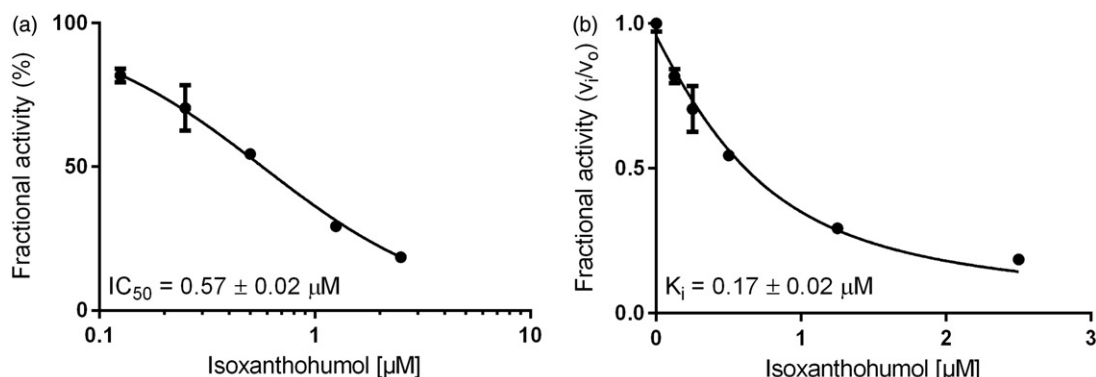 (a)
100
50
0
Fractional activity (%)
IC50 = 0.57 ± 0.02 µM
0.1 1 10
Isoxanthohumol [µM]
(b)
1.0
0.5
0.0
Fractional activity (vi/vo)
Ki = 0.17 ± 0.02 µM
0 1 2 3
Isoxanthohumol [µM]